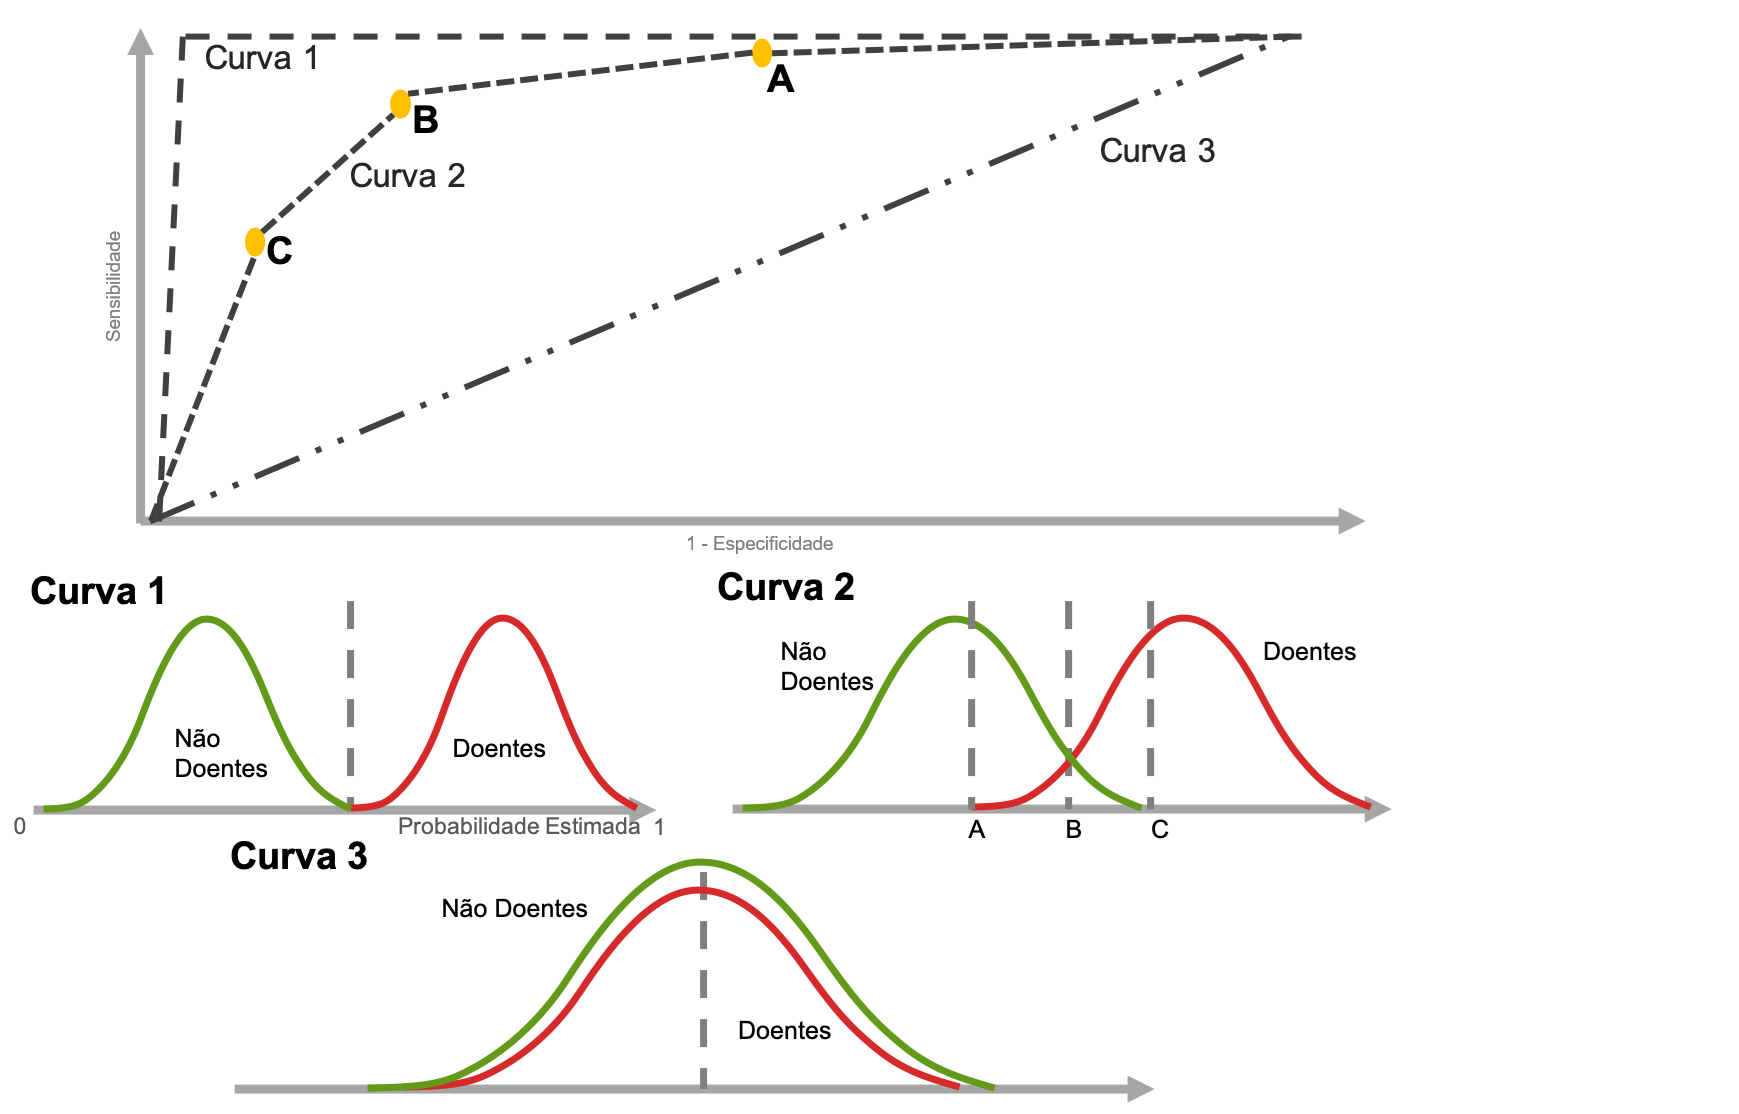 Curva 1
A
B
Curva 3
Curva 2
C
Sensibilidade
1 - Especificidade
Curva 1
Não
Doentes
Doentes
0
Probabilidade Estimada
1
Curva 2
Não
Doentes
Doentes
A
B
C
Curva 3
Não Doentes
Doentes